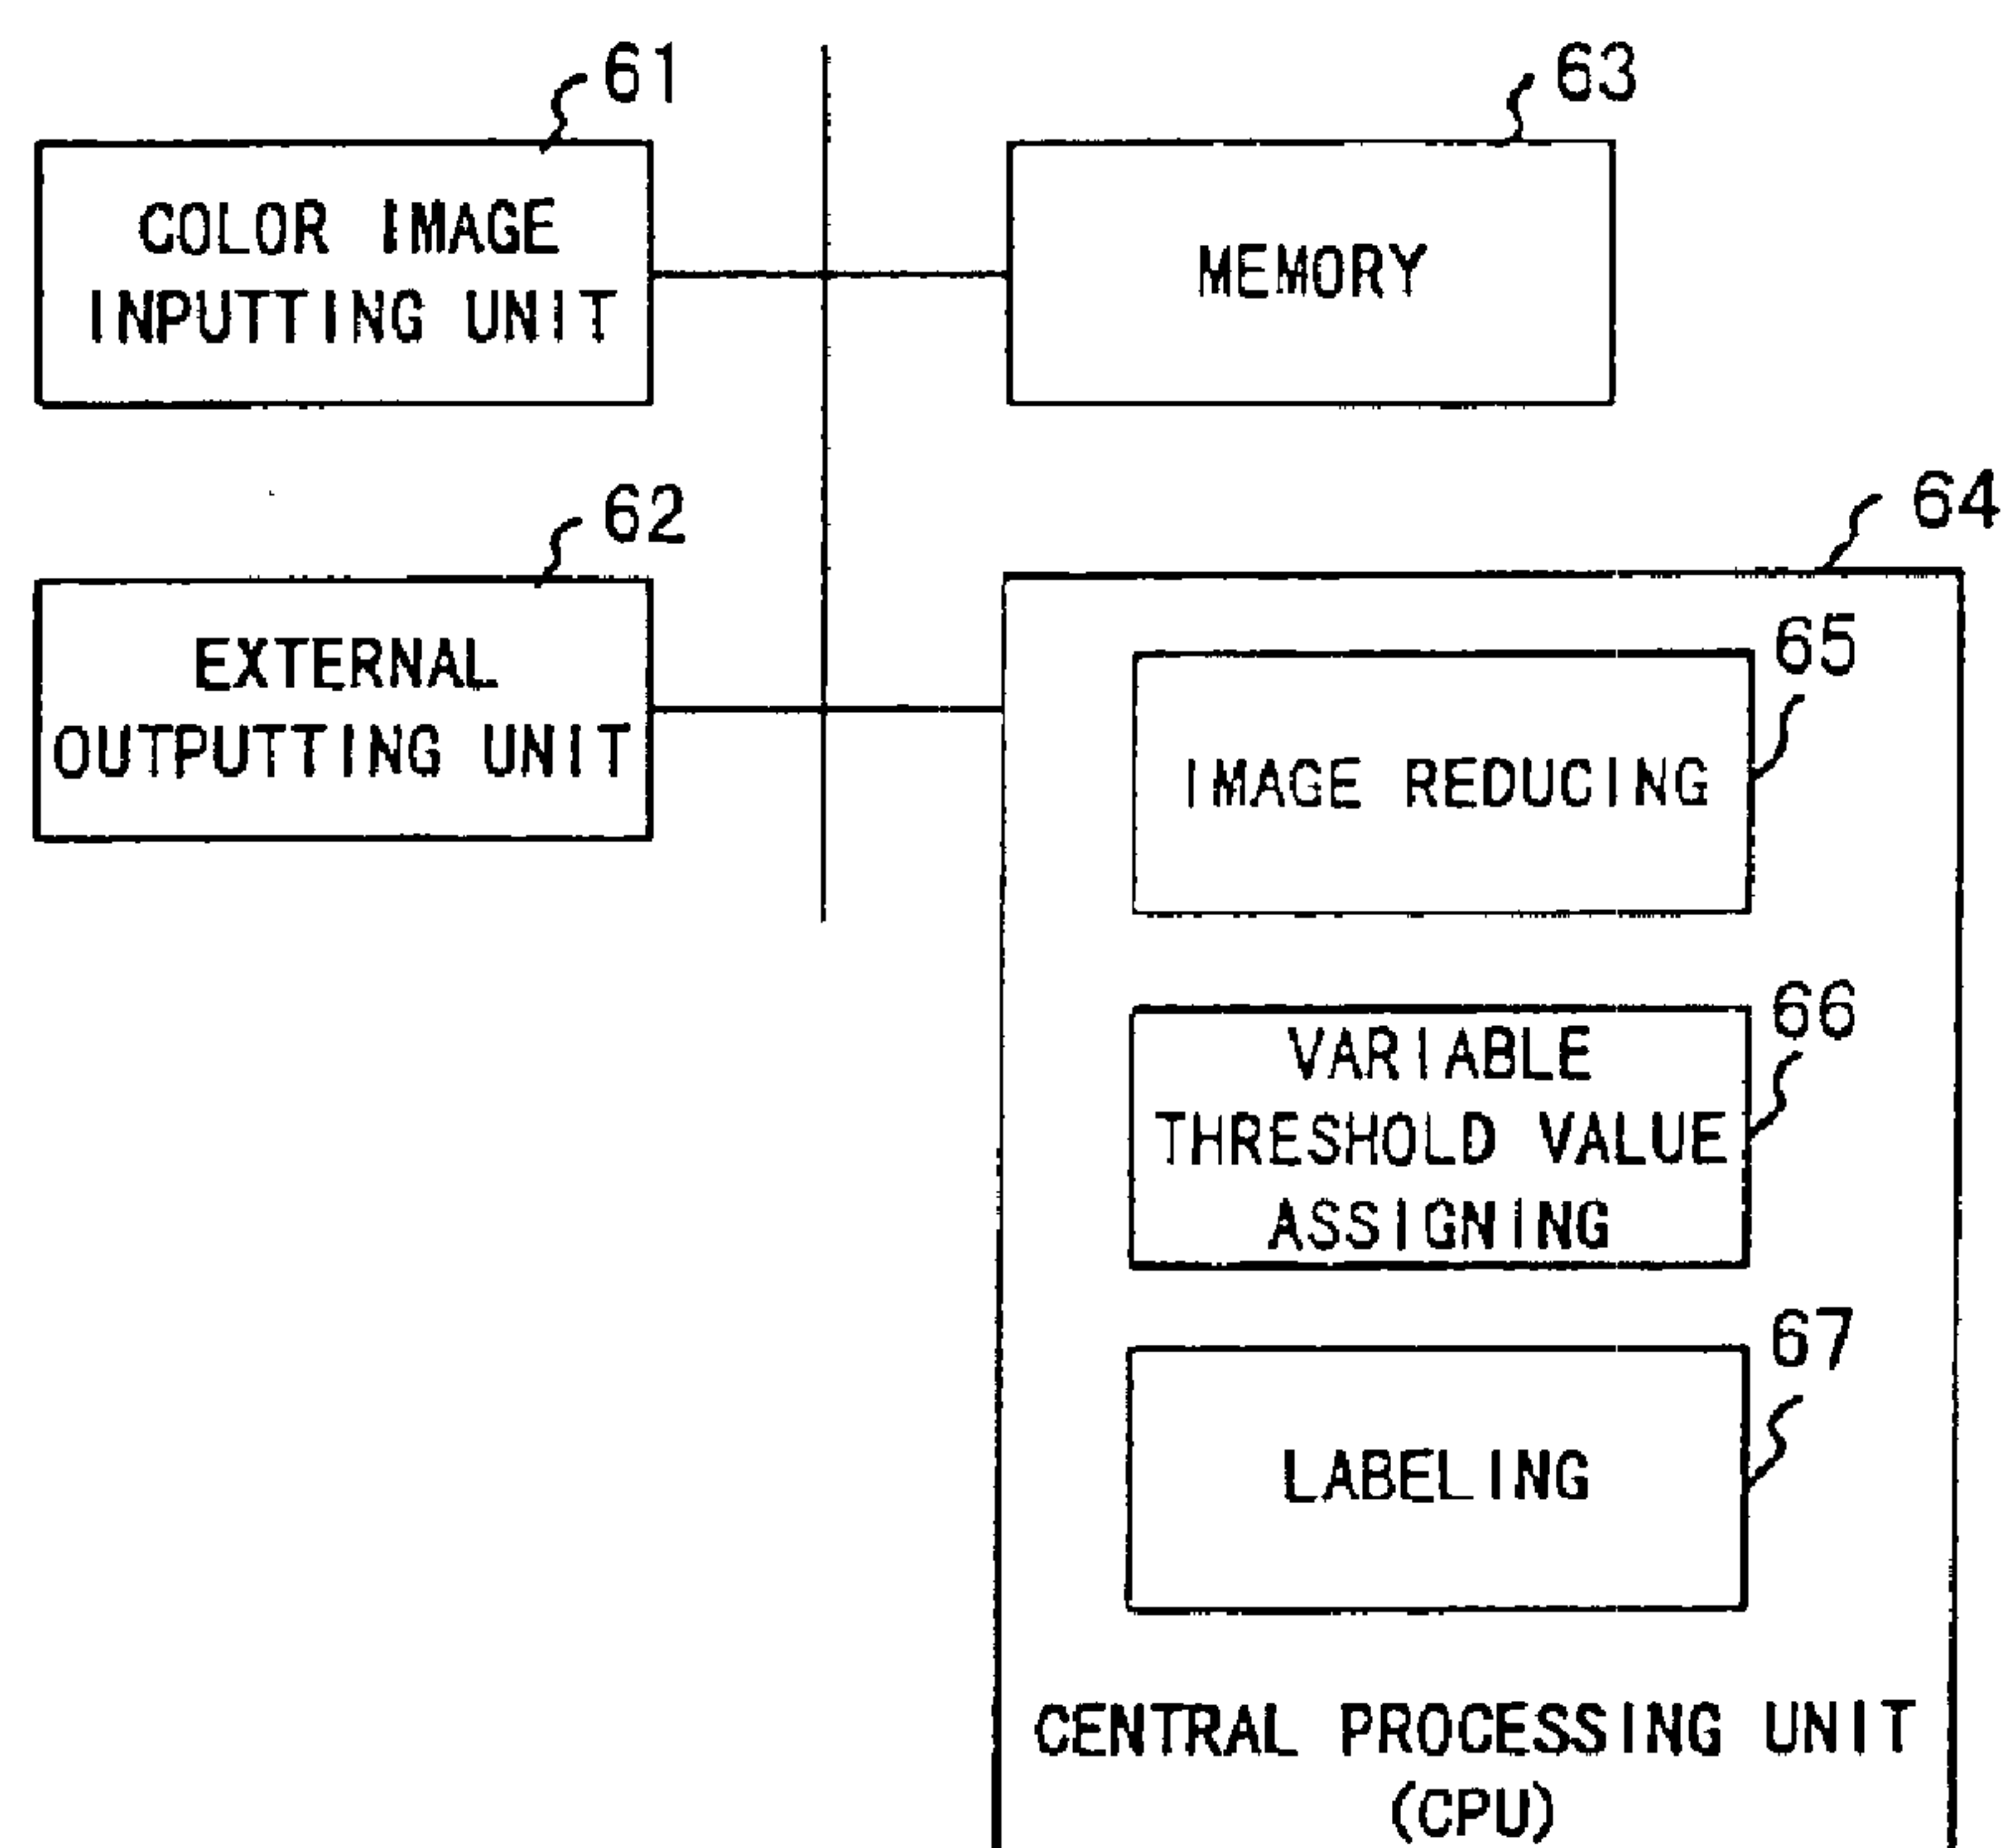 61
COLOR IMAGE
INPUTTING UNIT
63
MEMORY
62
EXTERNAL
OUTPUTTING UNIT
64
65
IMAGE REDUCING
66
VARIABLE
THRESHOLD VALUE
ASSIGNING
67
LABELING
CENTRAL PROCESSING UNIT
(CPU)